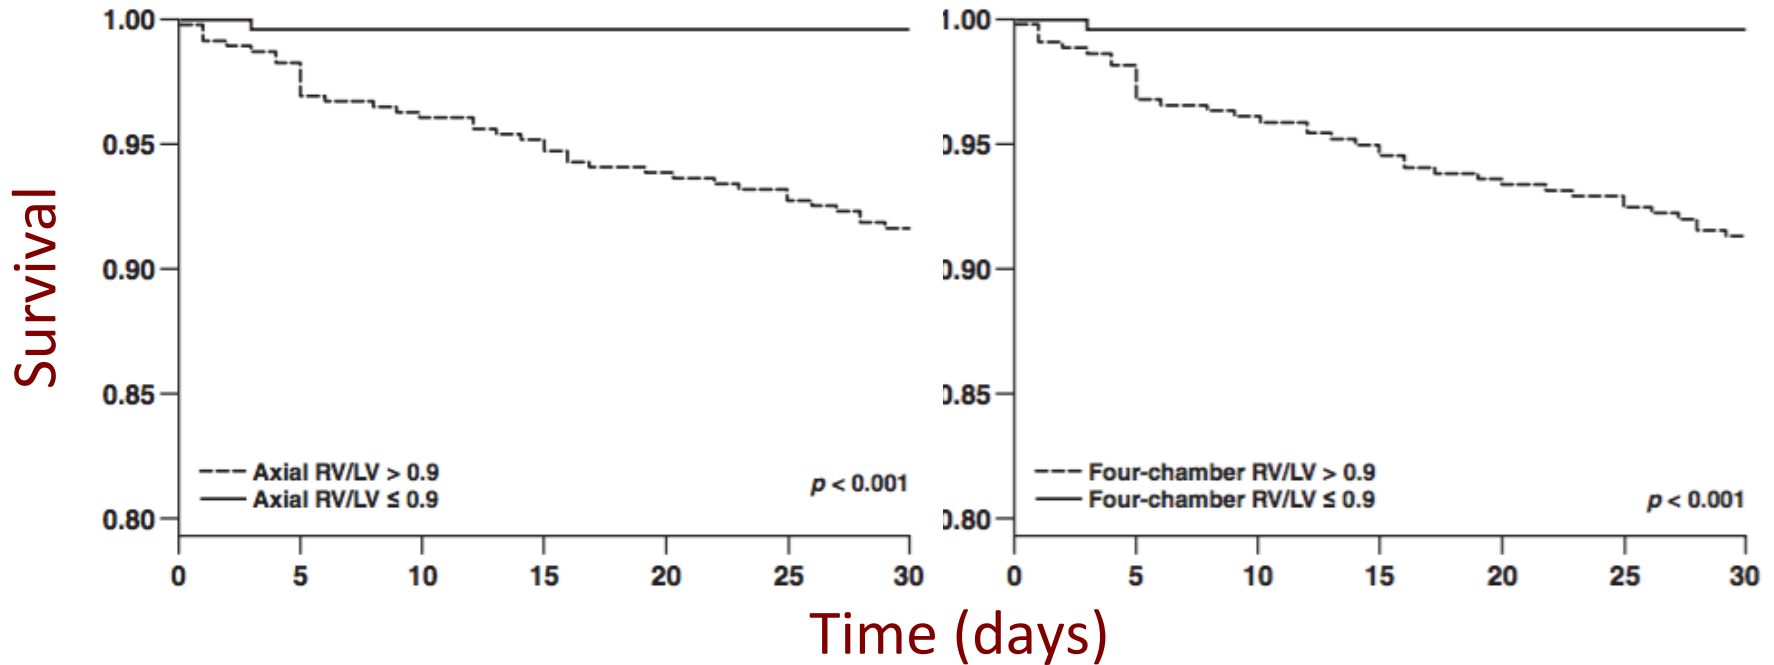 Survival
1.00
0.95
0.90
0.85
0.80
Axial RV/LV > 0.9
Axial RV/LV ≤ 0.9
p < 0.001
0 5 10 15 20 25 30
1.00
0.95
0.90
0.85
0.80
Four-chamber RV/LV > 0.9
Four-chamber RV/LV ≤ 0.9
p < 0.001
0 5 10 15 20 25 30
Time (days)